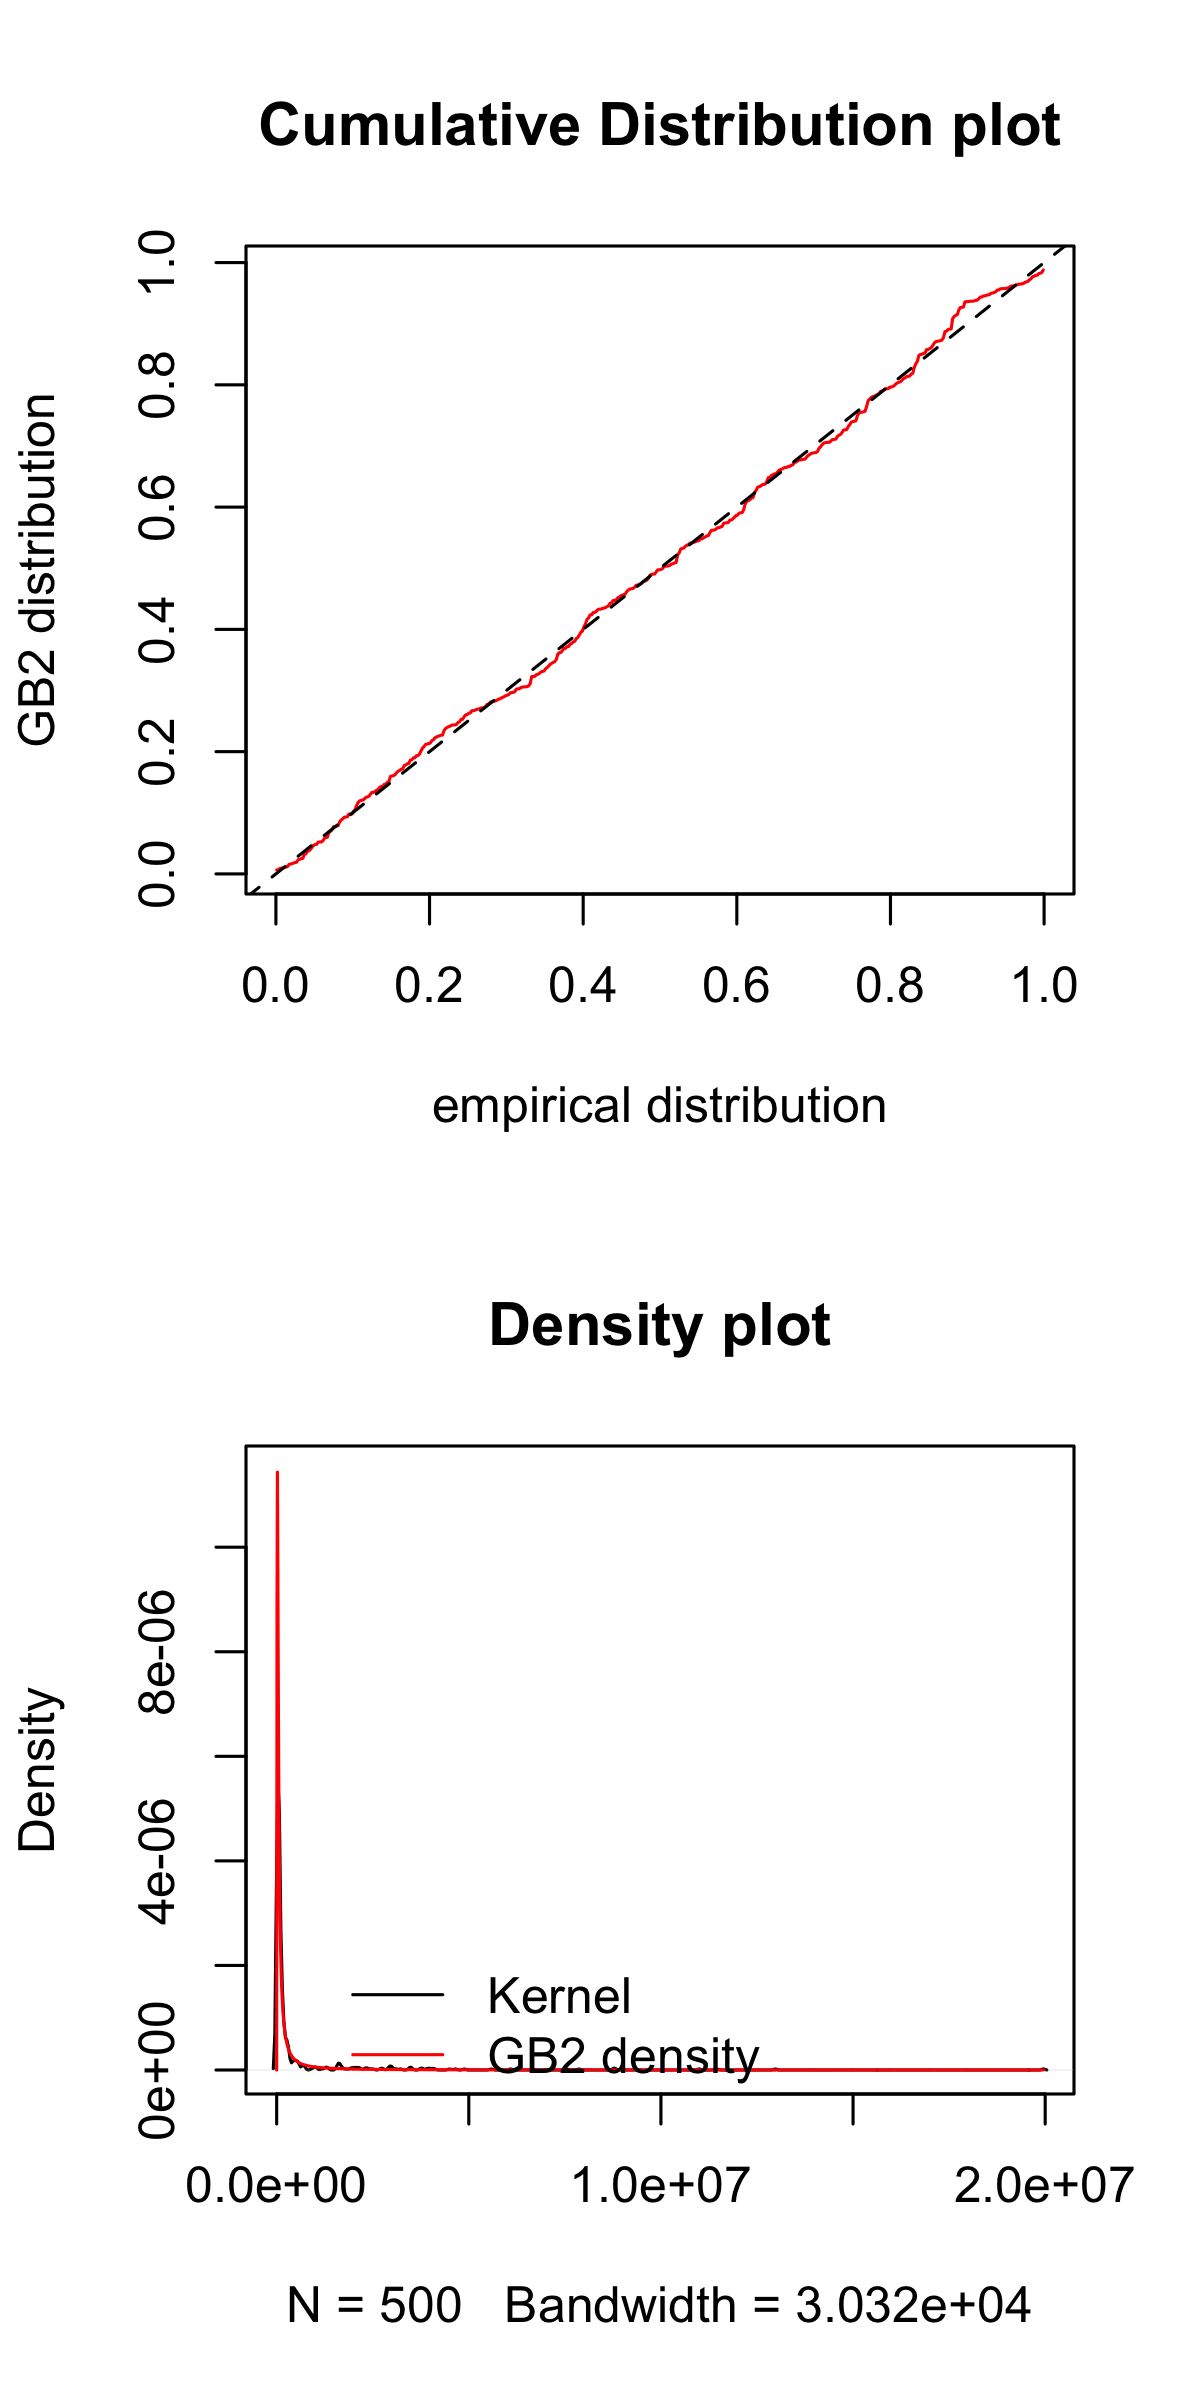 Cumulative Distribution plot
GB2 distribution
1.0
0.8
0.6
0.4
0.2
0.0
0.0 0.2 0.4 0.6 0.8 1.0
empirical distribution
Density plot
Density
8e-06
4e-06
0e+00
Kernel
GB2 density
0.0e+00 1.0e+07 2.0e+07
N = 500 Bandwidth = 3.032e+04